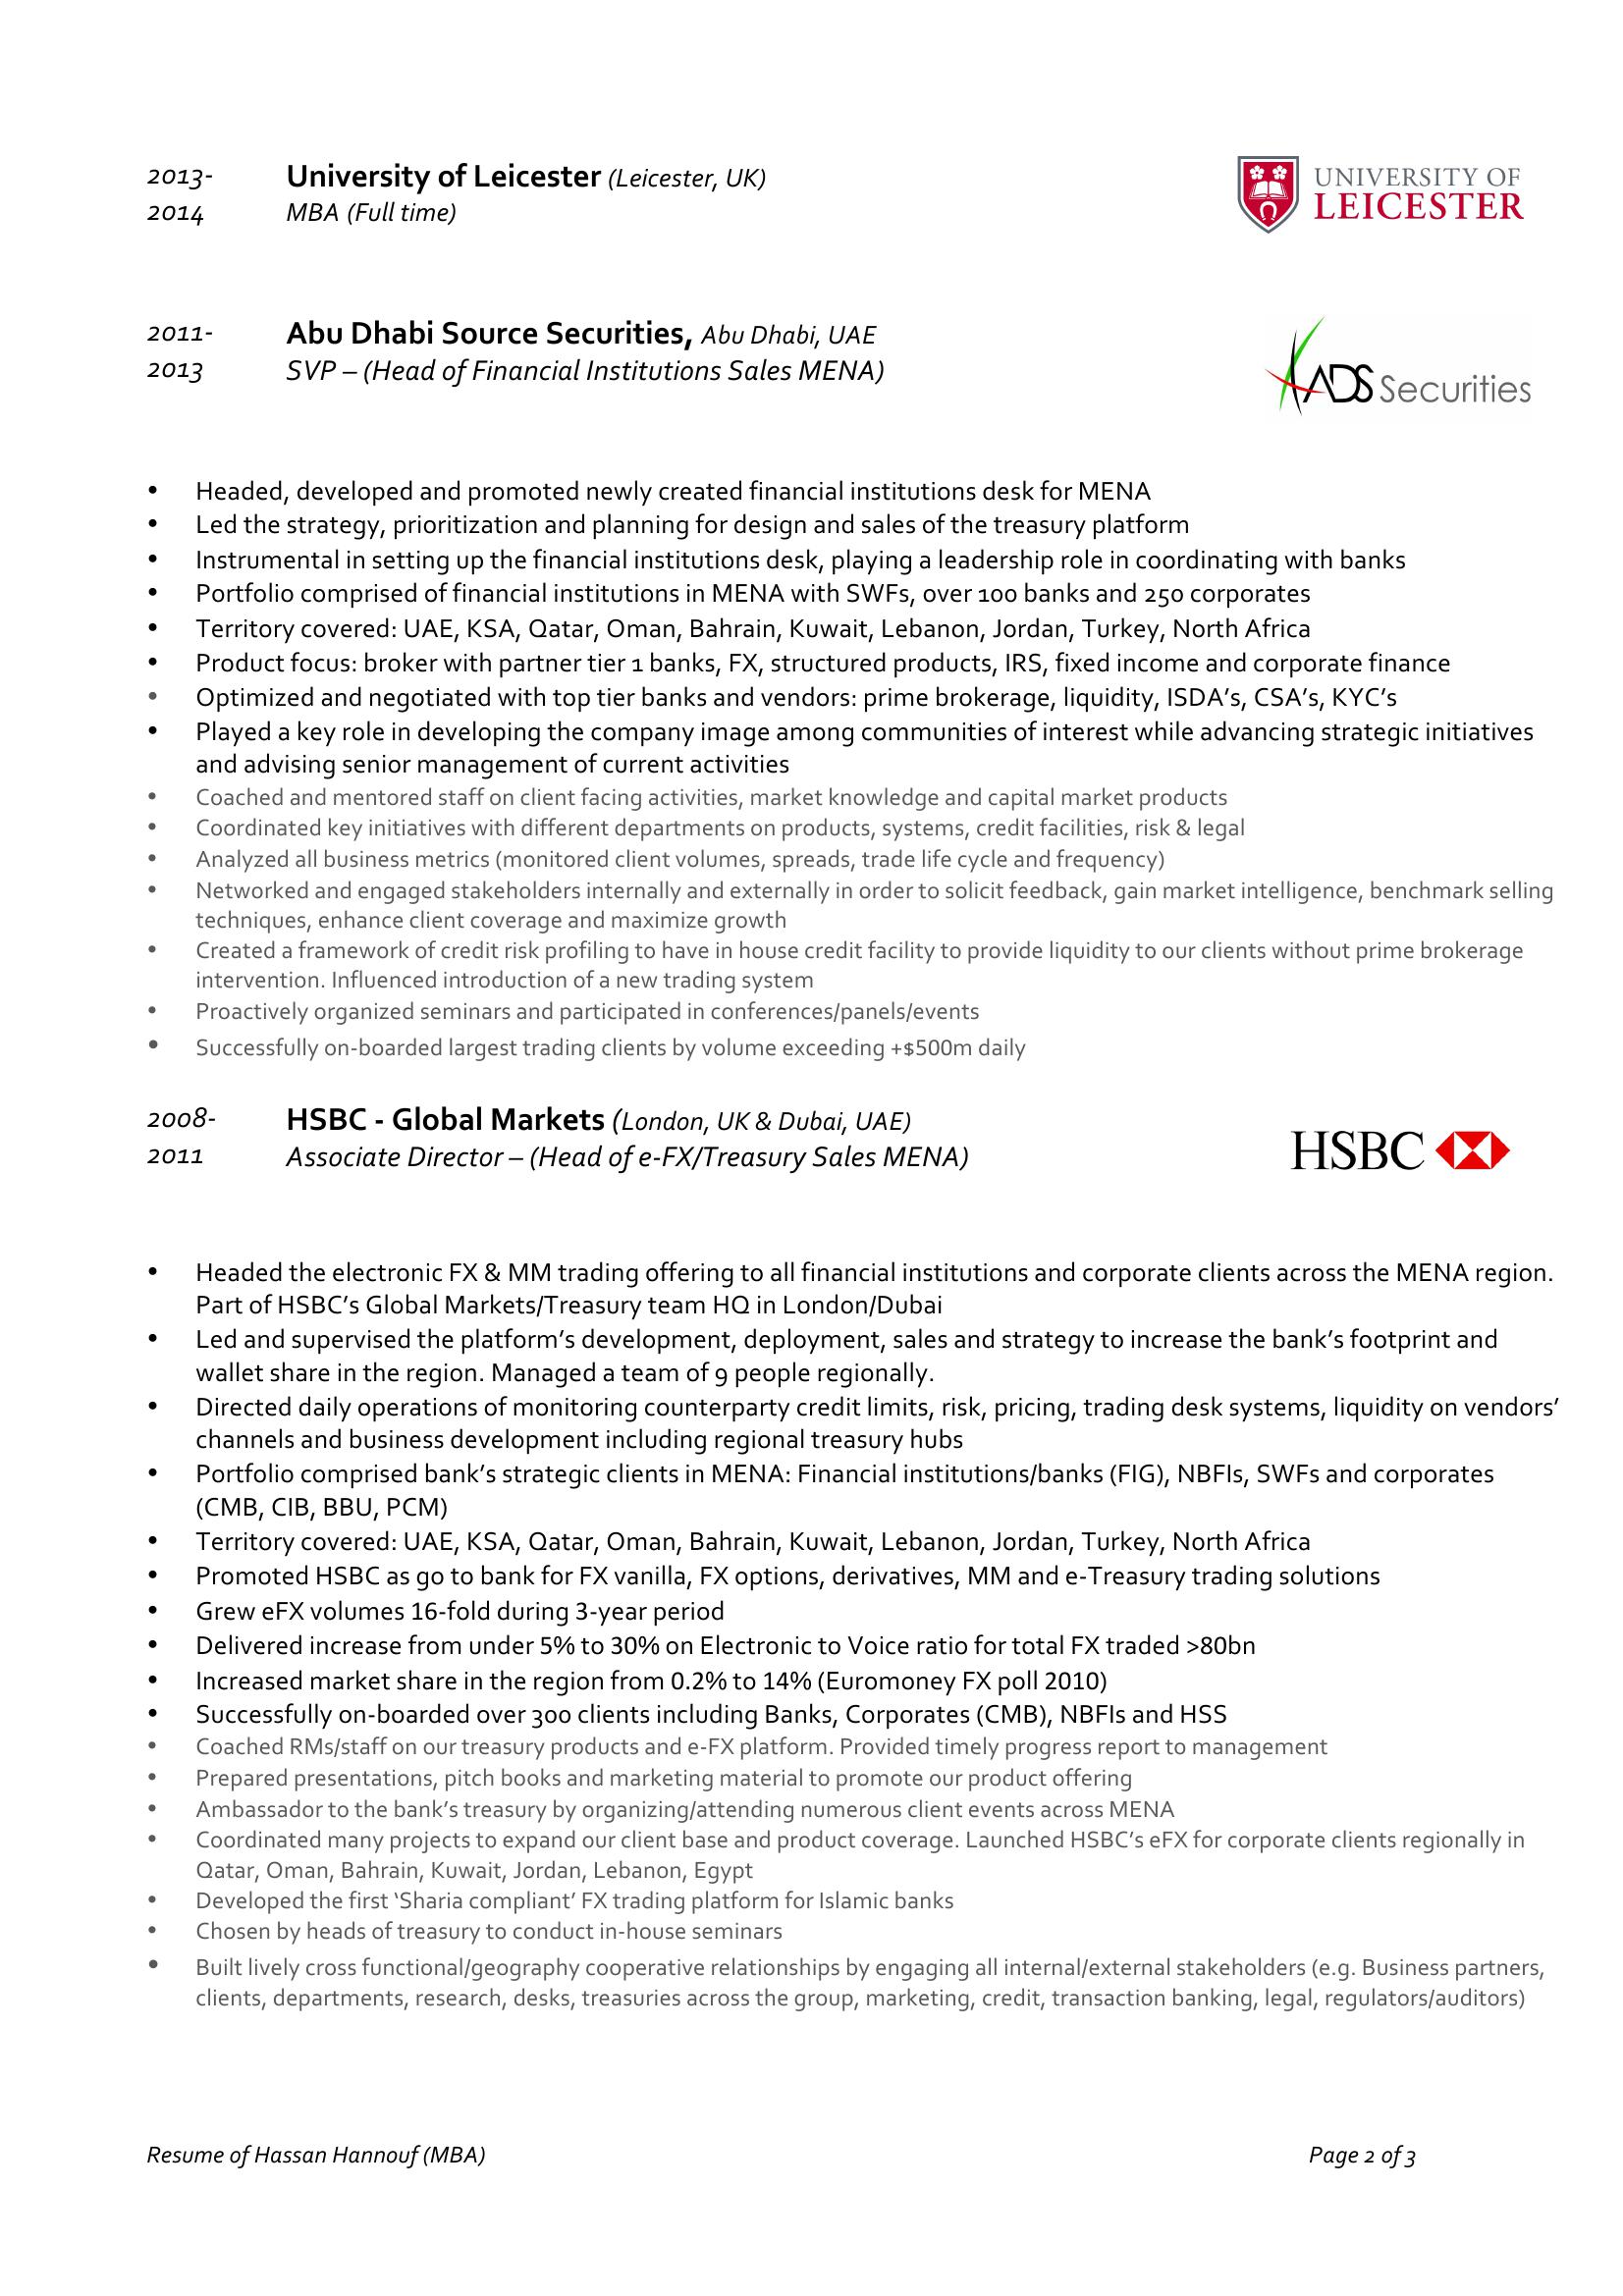 2013-
2014
University of Leicester (Leicester, UK)
MBA (Full time)
UNIVERSITY OF
LEICESTER
2011-
2013
Abu Dhabi Source Securities, Abu Dhabi, UAE
SVP – (Head of Financial Institutions Sales MENA)
ADS Securities
• Headed, developed and promoted newly created financial institutions desk for MENA
• Led the strategy, prioritization and planning for design and sales of the treasury platform
• Instrumental in setting up the financial institutions desk, playing a leadership role in coordinating with banks
• Portfolio comprised of financial institutions in MENA with SWFs, over 100 banks and 250 corporates
• Territory covered: UAE, KSA, Qatar, Oman, Bahrain, Kuwait, Lebanon, Jordan, Turkey, North Africa
• Product focus: broker with partner tier 1 banks, FX, structured products, IRS, fixed income and corporate finance
• Optimized and negotiated with top tier banks and vendors: prime brokerage, liquidity, ISDA’s, CSA’s, KYC’s
• Played a key role in developing the company image among communities of interest while advancing strategic initiatives
and advising senior management of current activities
• Coached and mentored staff on client facing activities, market knowledge and capital market products
• Coordinated key initiatives with different departments on products, systems, credit facilities, risk & legal
• Analyzed all business metrics (monitored client volumes, spreads, trade life cycle and frequency)
• Networked and engaged stakeholders internally and externally in order to solicit feedback, gain market intelligence, benchmark selling
techniques, enhance client coverage and maximize growth
• Created a framework of credit risk profiling to have in house credit facility to provide liquidity to our clients without prime brokerage
intervention. Influenced introduction of a new trading system
• Proactively organized seminars and participated in conferences/panels/events
• Successfully on-boarded largest trading clients by volume exceeding +$500m daily
2008-
2011
HSBC - Global Markets (London, UK & Dubai, UAE)
Associate Director – (Head of e-FX/Treasury Sales MENA)
HSBC
• Headed the electronic FX & MM trading offering to all financial institutions and corporate clients across the MENA region.
Part of HSBC’s Global Markets/Treasury team HQ in London/Dubai
• Led and supervised the platform’s development, deployment, sales and strategy to increase the bank’s footprint and
wallet share in the region. Managed a team of 9 people regionally.
• Directed daily operations of monitoring counterparty credit limits, risk, pricing, trading desk systems, liquidity on vendors’
channels and business development including regional treasury hubs
• Portfolio comprised bank’s strategic clients in MENA: Financial institutions/banks (FIG), NBFIs, SWFs and corporates
(CMB, CIB, BBU, PCM)
• Territory covered: UAE, KSA, Qatar, Oman, Bahrain, Kuwait, Lebanon, Jordan, Turkey, North Africa
• Promoted HSBC as go to bank for FX vanilla, FX options, derivatives, MM and e-Treasury trading solutions
• Grew eFX volumes 16-fold during 3-year period
• Delivered increase from under 5% to 30% on Electronic to Voice ratio for total FX traded >80bn
• Increased market share in the region from 0.2% to 14% (Euromoney FX poll 2010)
• Successfully on-boarded over 300 clients including Banks, Corporates (CMB), NBFIs and HSS
• Coached RMs/staff on our treasury products and e-FX platform. Provided timely progress report to management
• Prepared presentations, pitch books and marketing material to promote our product offering
• Ambassador to the bank’s treasury by organizing/attending numerous client events across MENA
• Coordinated many projects to expand our client base and product coverage. Launched HSBC’s eFX for corporate clients regionally in
Qatar, Oman, Bahrain, Kuwait, Jordan, Lebanon, Egypt
• Developed the first ‘Sharia compliant’ FX trading platform for Islamic banks
• Chosen by heads of treasury to conduct in-house seminars
• Built lively cross functional/geography cooperative relationships by engaging all internal/external stakeholders (e.g. Business partners,
clients, departments, research, desks, treasuries across the group, marketing, credit, transaction banking, legal, regulators/auditors)
Resume of Hassan Hannouf (MBA)
Page 2 of 3